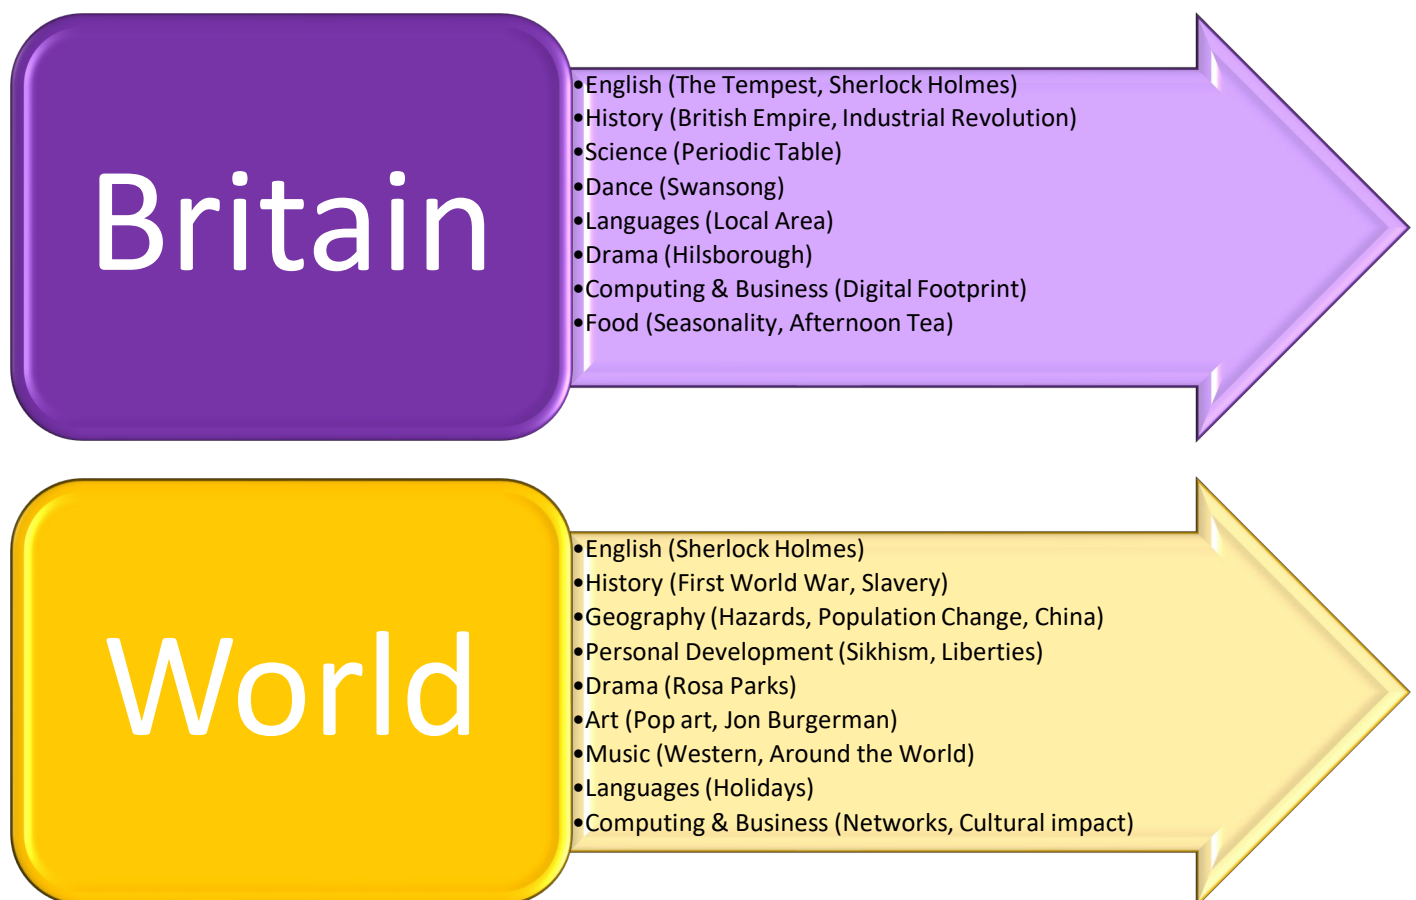 Britain
•English (The Tempest, Sherlock Holmes)
•History (British Empire, Industrial Revolution)
•Science (Periodic Table)
•Dance (Swansong)
•Languages (Local Area)
•Drama (Hilsborough)
•Computing & Business (Digital Footprint)
•Food (Seasonality, Afternoon Tea)
World
•English (Sherlock Holmes)
•History (First World War, Slavery)
•Geography (Hazards, Population Change, China)
•Personal Development (Sikhism, Liberties)
•Drama (Rosa Parks)
•Art (Pop art, Jon Burgerman)
•Music (Western, Around the World)
•Languages (Holidays)
•Computing & Business (Networks, Cultural impact)